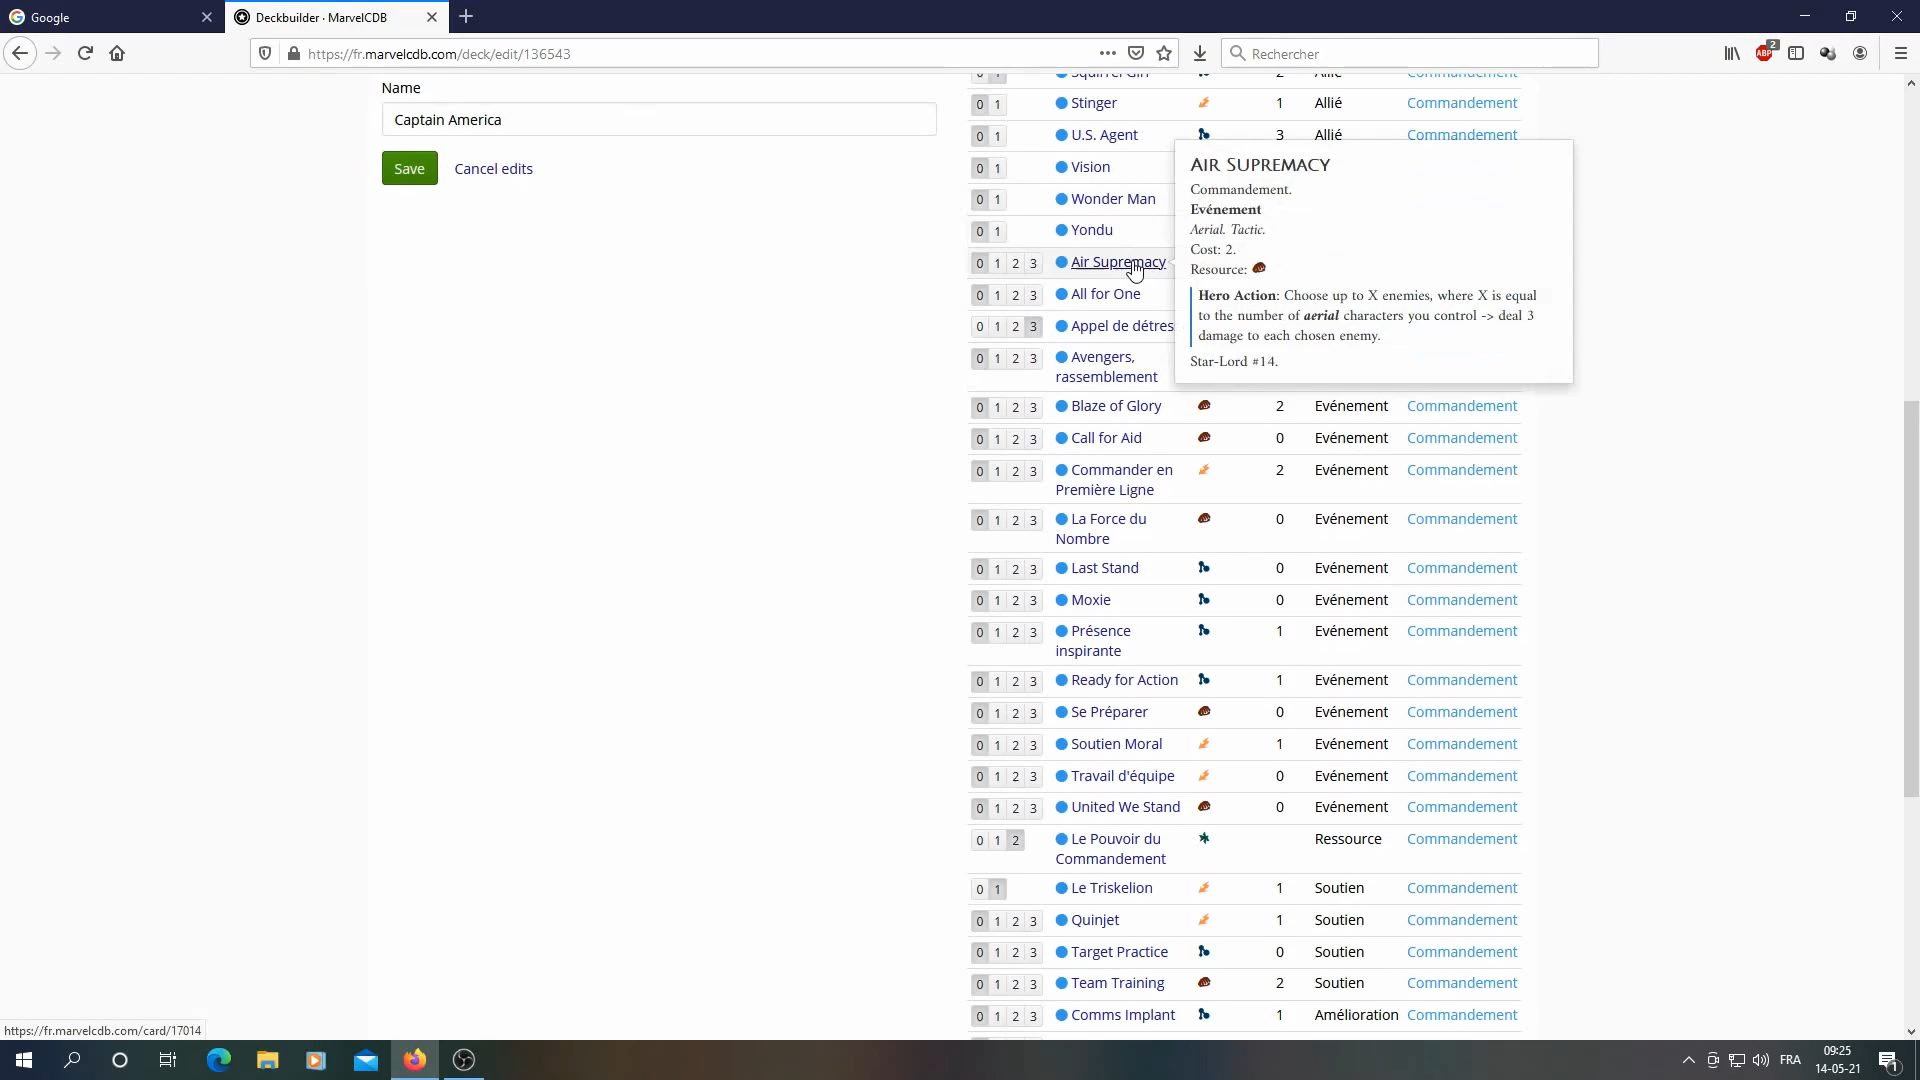 Google
Deckbuilder · MarvelCDB
https://fr.marvelcdb.com/deck/edit/136543
Rechercher
ABP
2
Name
Captain America
Save
Cancel edits
0 1 Squirrel Girl 2 Allié Commandement
0 1 Stinger 1 Allié Commandement
0 1 U.S. Agent 3 Allié Commandement
0 1 Vision
0 1 Wonder Man
0 1 Yondu
0 1 2 3 Air Supremacy
0 1 2 3 All for One
0 1 2 3 Appel de détres
0 1 2 3 Avengers,
rassemblement
AIR SUPREMACY
Commandement.
Evénement
Aerial. Tactic.
Cost: 2.
Resource:
Hero Action: Choose up to X enemies, where X is equal
to the number of aerial characters you control -> deal 3
damage to each chosen enemy.
Star-Lord #14.
0 1 2 3 Blaze of Glory 2 Evénement Commandement
0 1 2 3 Call for Aid 0 Evénement Commandement
0 1 2 3 Commander en 2 Evénement Commandement
Première Ligne
0 1 2 3 La Force du 0 Evénement Commandement
Nombre
0 1 2 3 Last Stand 0 Evénement Commandement
0 1 2 3 Moxie 0 Evénement Commandement
0 1 2 3 Présence 1 Evénement Commandement
inspirante
0 1 2 3 Ready for Action 1 Evénement Commandement
0 1 2 3 Se Préparer 0 Evénement Commandement
0 1 2 3 Soutien Moral 1 Evénement Commandement
0 1 2 3 Travail d'équipe 0 Evénement Commandement
0 1 2 3 United We Stand 0 Evénement Commandement
0 1 2 Le Pouvoir du Ressource Commandement
Commandement
0 1 Le Triskelion 1 Soutien Commandement
0 1 2 3 Quinjet 1 Soutien Commandement
0 1 2 3 Target Practice 0 Soutien Commandement
0 1 2 3 Team Training 2 Soutien Commandement
0 1 2 3 Comms Implant 1 Amélioration Commandement
https://fr.marvelcdb.com/card/17014
FRA
09:25
14-05-21
1